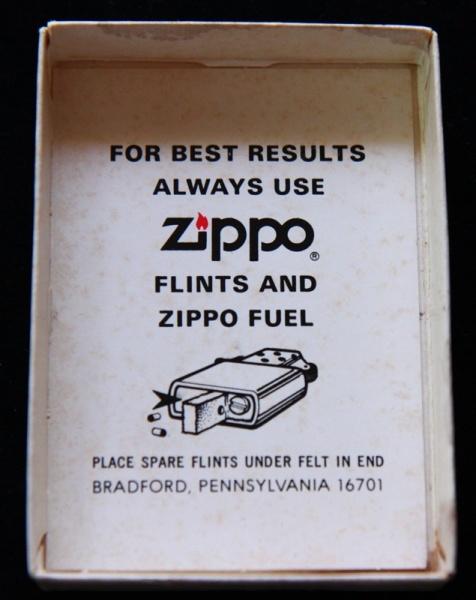 FOR BEST RESULTS
ALWAYS USE
Zippo®
FLINTS AND
ZIPPO FUEL
PLACE SPARE FLINTS UNDER FELT IN END
BRADFORD, PENNSYLVANIA 16701